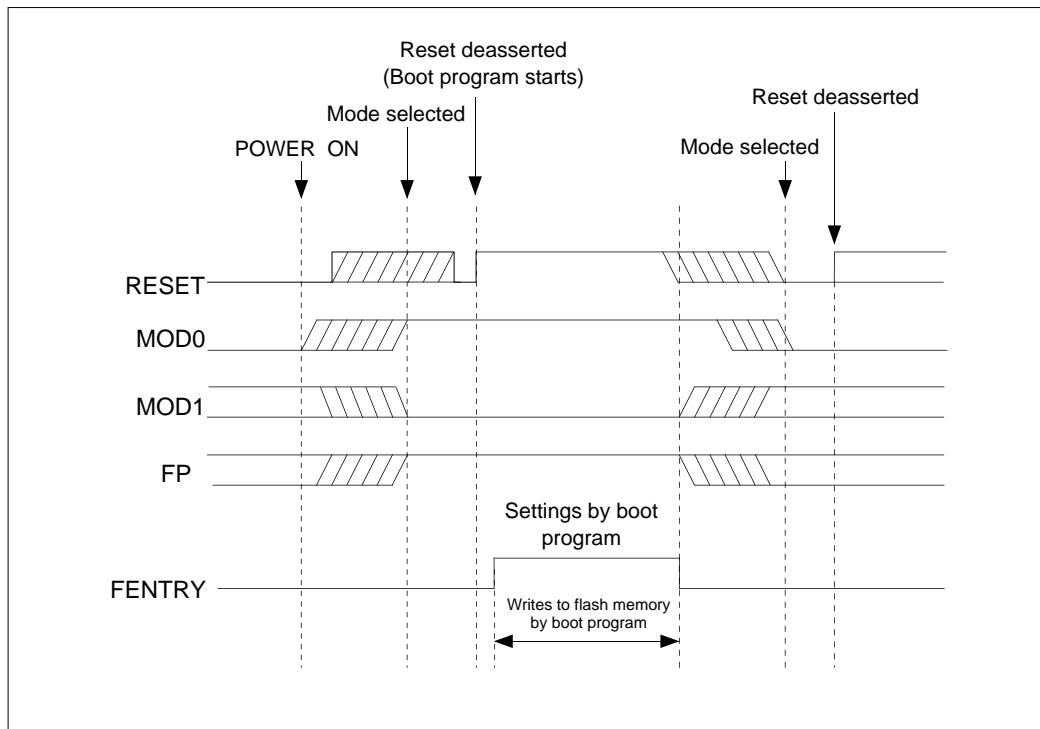 Reset deasserted
(Boot program starts)
Reset deasserted
Mode selected
Mode selected
POWER ON
RESET
MOD0
MOD1
FP
Settings by boot
program
FENTRY
Writes to flash memory
by boot program